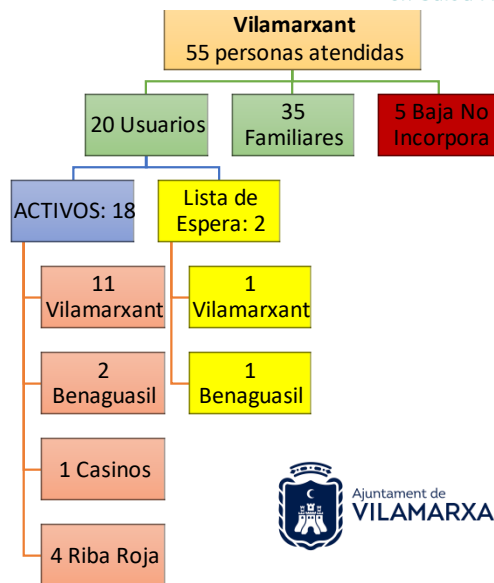 Vilamarxant
55 personas atendidas
20 Usuarios
35
Familiares
5 Baja No
Incorpora
ACTIVOS: 18
Lista de
Espera: 2
11
Vilamarxant
1
Vilamarxant
2
Benaguasil
1
Benaguasil
1 Casinos
4 Riba Roja
Ajuntament de
VILAMARXA